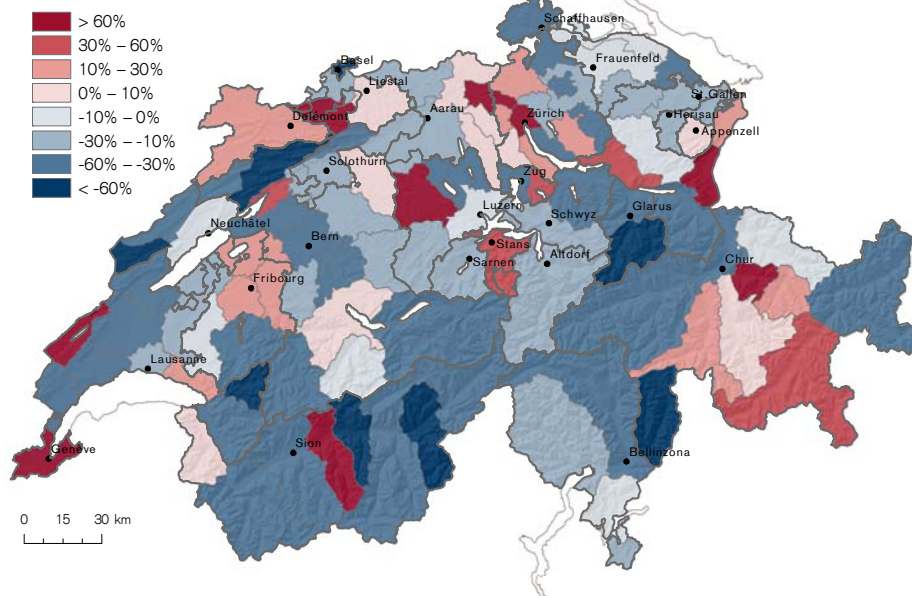 > 60%
30% – 60%
10% – 30%
0% – 10%
-10% – 0%
-30% – -10%
-60% – -30%
< -60%
Schaffhausen
Basel
Frauenfeld
Liestal
St.Gallen
Aarau
Herisau
Delémont
Zürich
Appenzell
Solothurn
Zug
Luzern
Glarus
Schwyz
Neuchâtel
Bern
Stans
Altdorf
Sarnen
Chur
Fribourg
Lausanne
Sion
Genève
Bellinzona
0 15 30 km